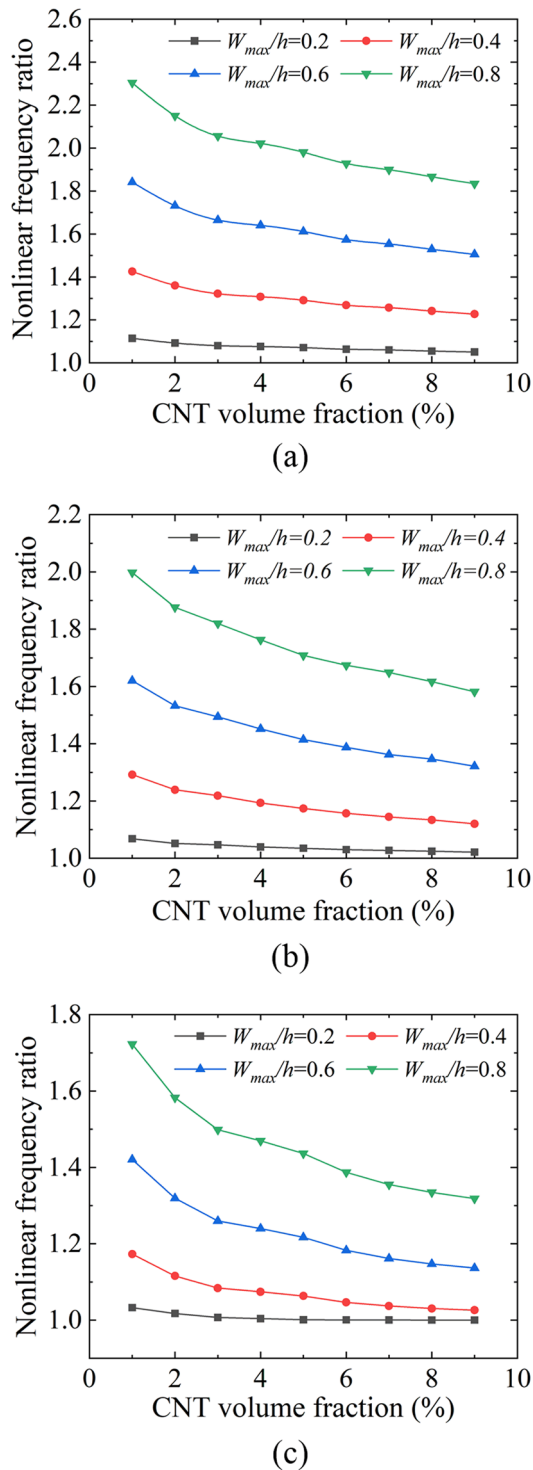 2.6
2.4
2.2
2.0
1.8
1.6
1.4
1.2
1.0
Nonlinear frequency ratio
Wmax/h=0.2 Wmax/h=0.4
Wmax/h=0.6 Wmax/h=0.8
0 2 4 6 8 10
CNT volume fraction (%)
(a)
2.2
2.0
1.8
1.6
1.4
1.2
1.0
Nonlinear frequency ratio
Wmax/h=0.2 Wmax/h=0.4
Wmax/h=0.6 Wmax/h=0.8
0 2 4 6 8 10
CNT volume fraction (%)
(b)
1.8
1.6
1.4
1.2
1.0
Nonlinear frequency ratio
Wmax/h=0.2 Wmax/h=0.4
Wmax/h=0.6 Wmax/h=0.8
0 2 4 6 8 10
CNT volume fraction (%)
(c)